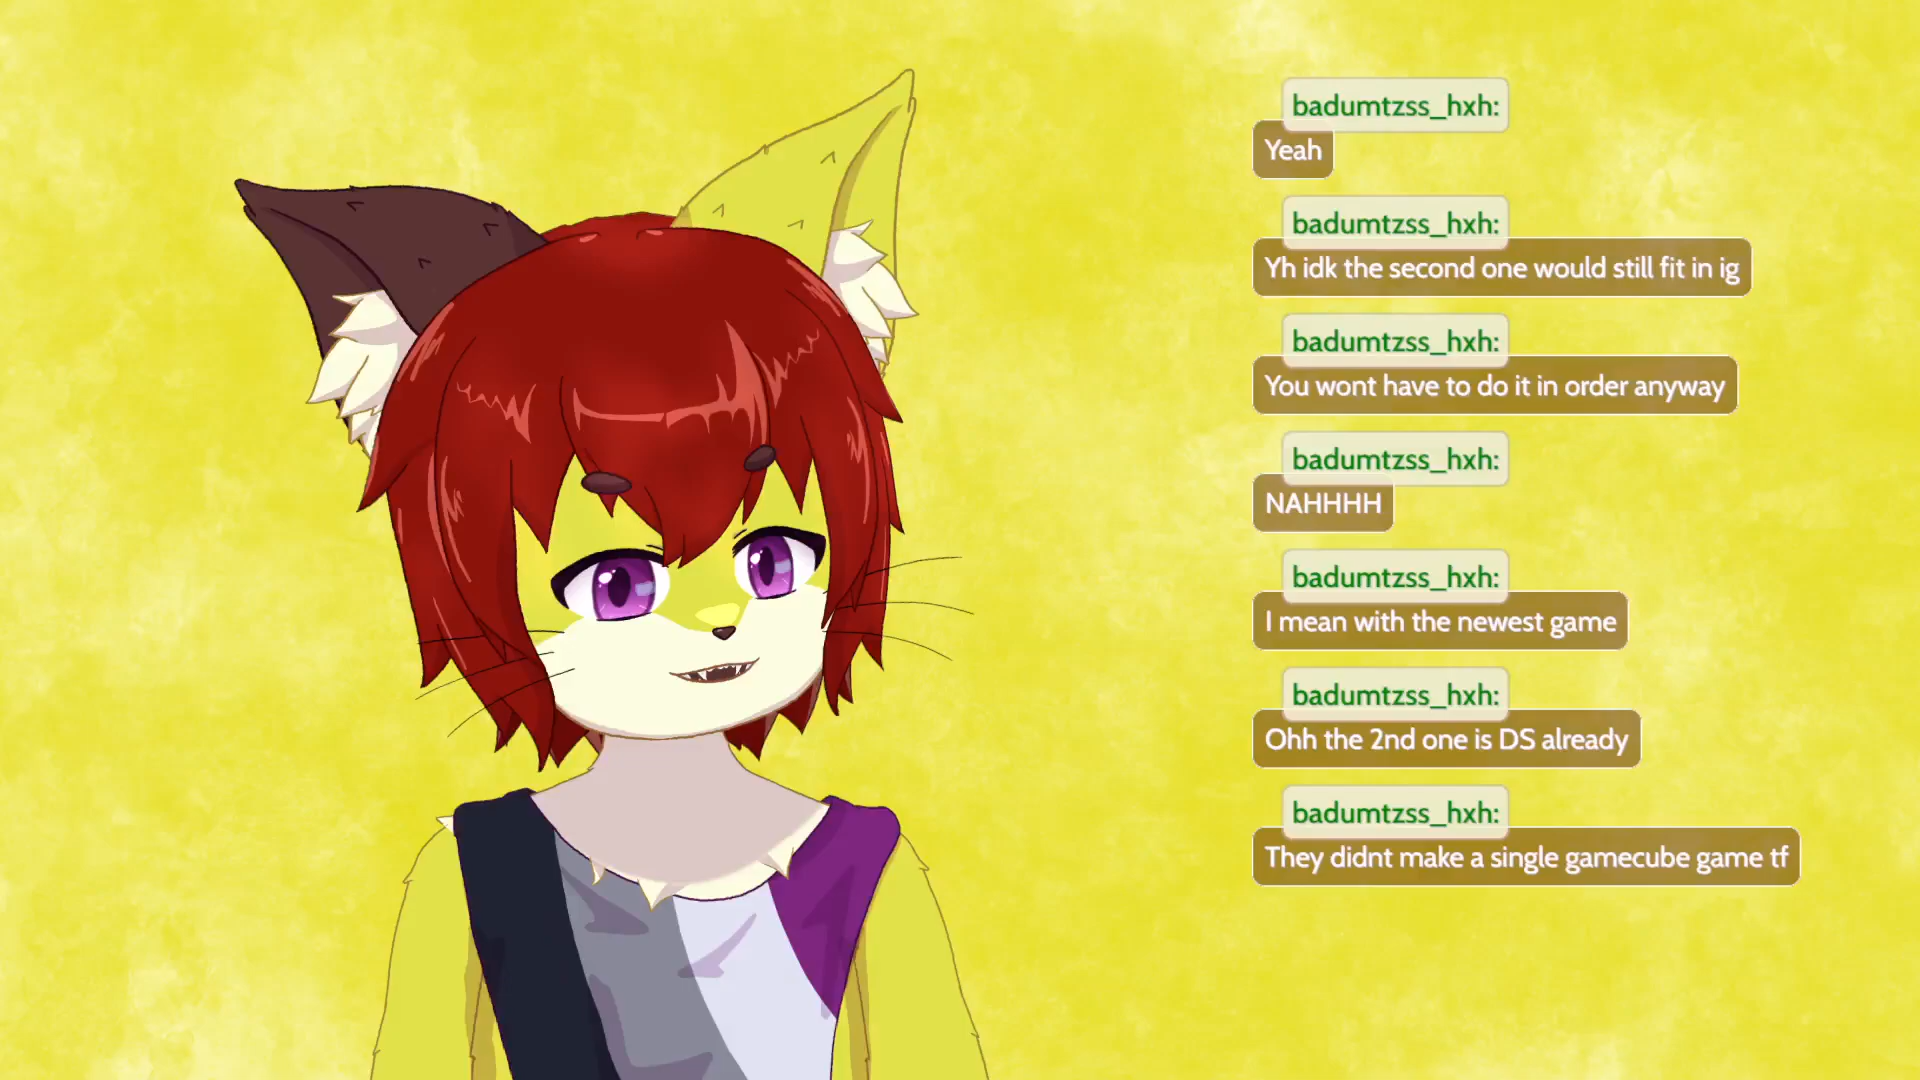 badumtzss_hxh:
Yeah
badumtzss_hxh:
Yh idk the second one would still fit in ig
badumtzss_hxh:
You wont have to do it in order anyway
badumtzss_hxh:
NAHHHH
badumtzss_hxh:
I mean with the newest game
badumtzss_hxh:
Ohh the 2nd one is DS already
badumtzss_hxh:
They didnt make a single gamecube game tf